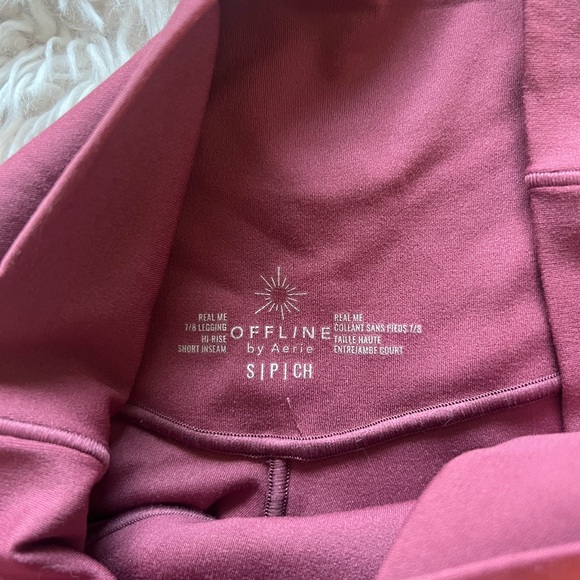 REAL ME
7/8 LEGGING
HI-RISE
SHORT INSEAM
OFFLINE
by Aerie
S|P|CH
REAL ME
COLLANT SANS PIEDS 7/8
TAILLE HAUTE
ENTREJAMBE COURT